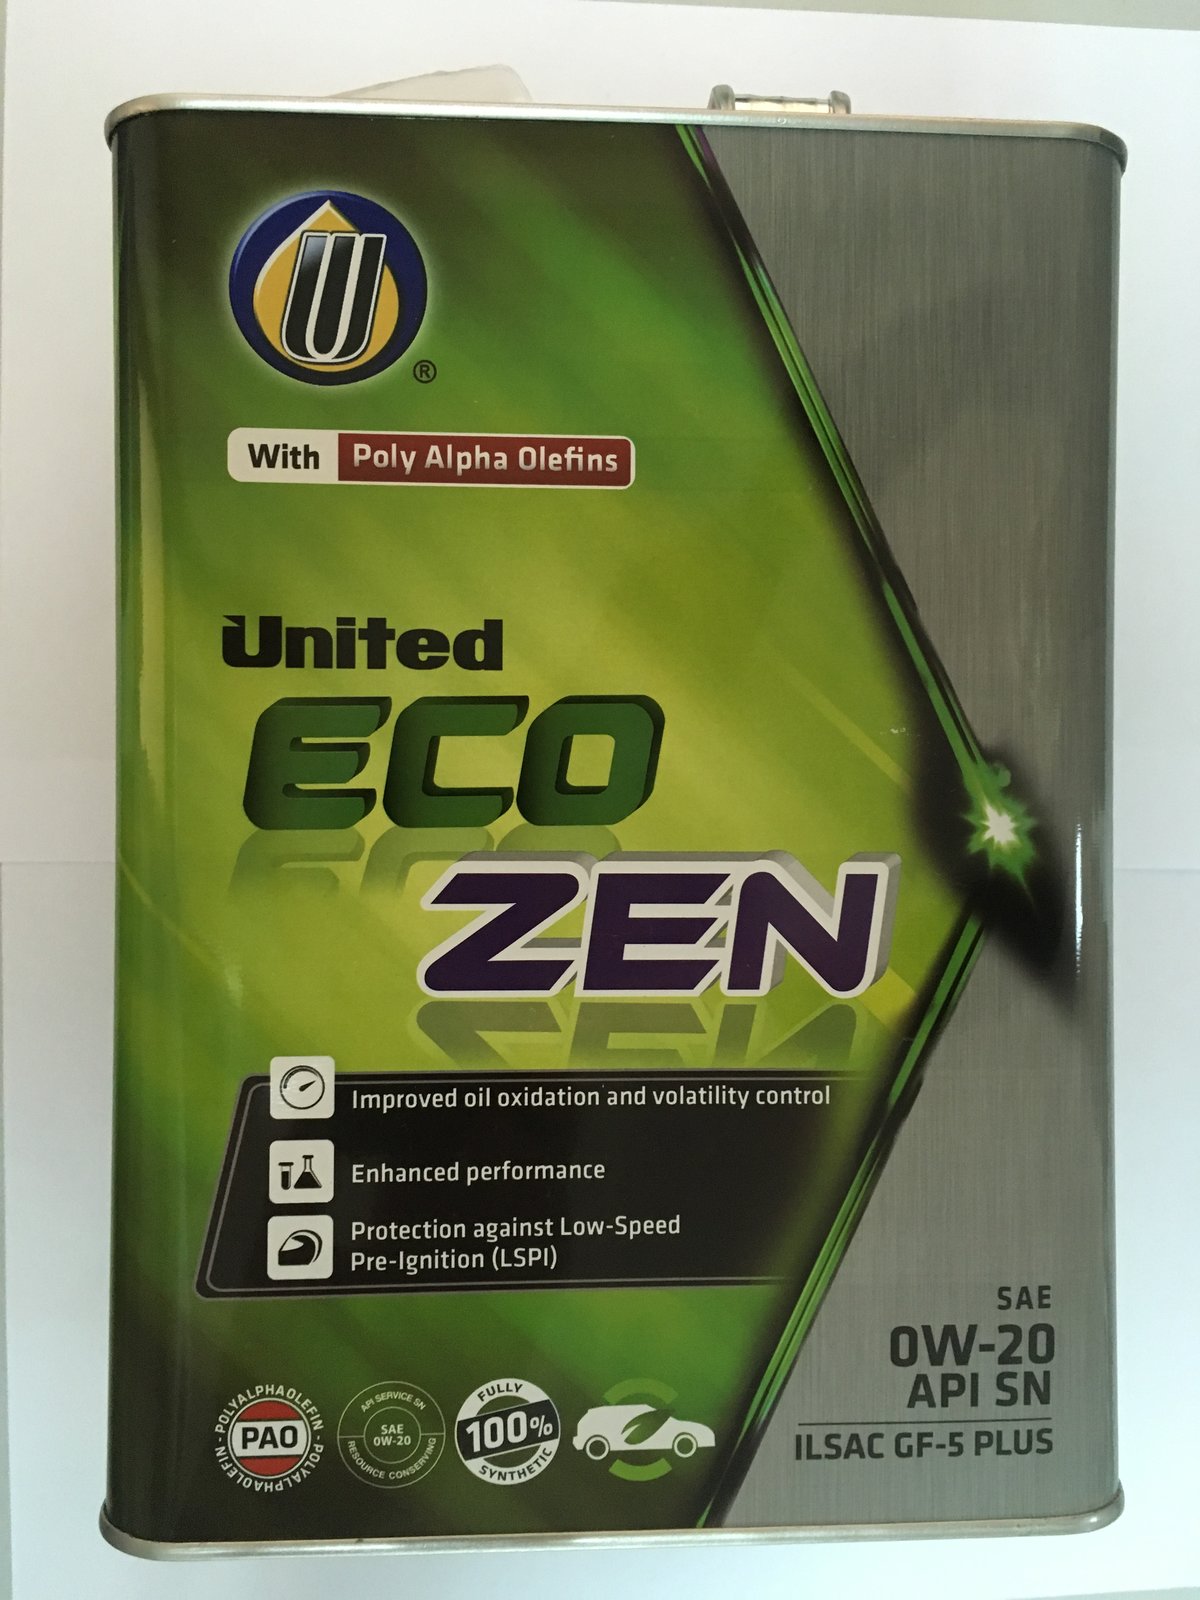 U
®
With Poly Alpha Olefins
United
ECO
ZEN
Improved oil oxidation and volatility control
Enhanced performance
Protection against Low-Speed
Pre-Ignition (LSPI)
SAE
0W-20
API SN
ILSAC GF-5 PLUS
POLYALPHAOLEFIN - POLYALPHAOLEFIN -
PAO
API SERVICE SN
SAE
0W-20
RESOURCE CONSERVING
FULLY
100%
SYNTHETIC